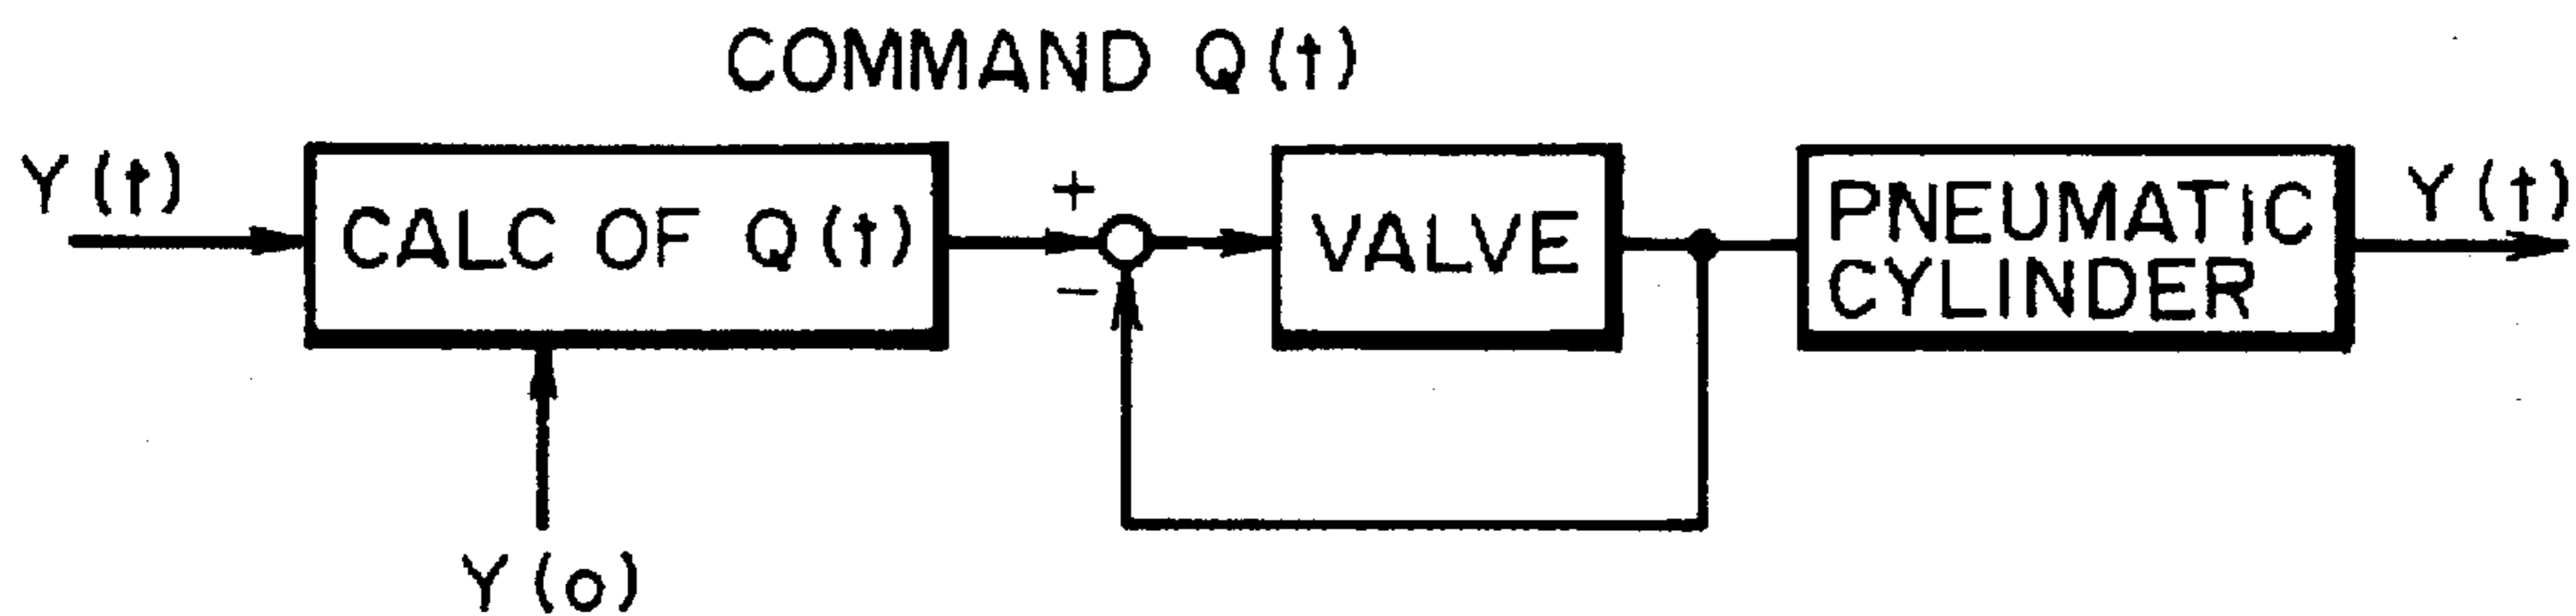 COMMAND Q(t)
Y(t)
CALC OF Q(t)
+
−
VALVE
PNEUMATIC
CYLINDER
Y(t)
Y(o)